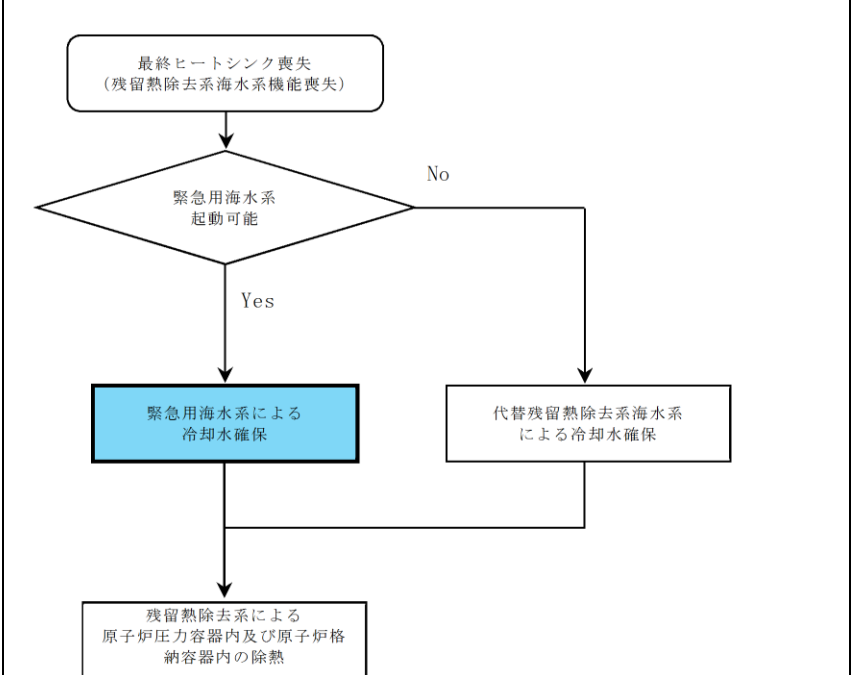 最終ヒートシンク喪失
（残留熱除去系海水系機能喪失）
緊急用海水系
起動可能
No
Yes
緊急用海水系による
冷却水確保
代替残留熱除去系海水系
による冷却水確保
残留熱除去系による
原子炉圧力容器内及び原子炉格
納容器内の除熱